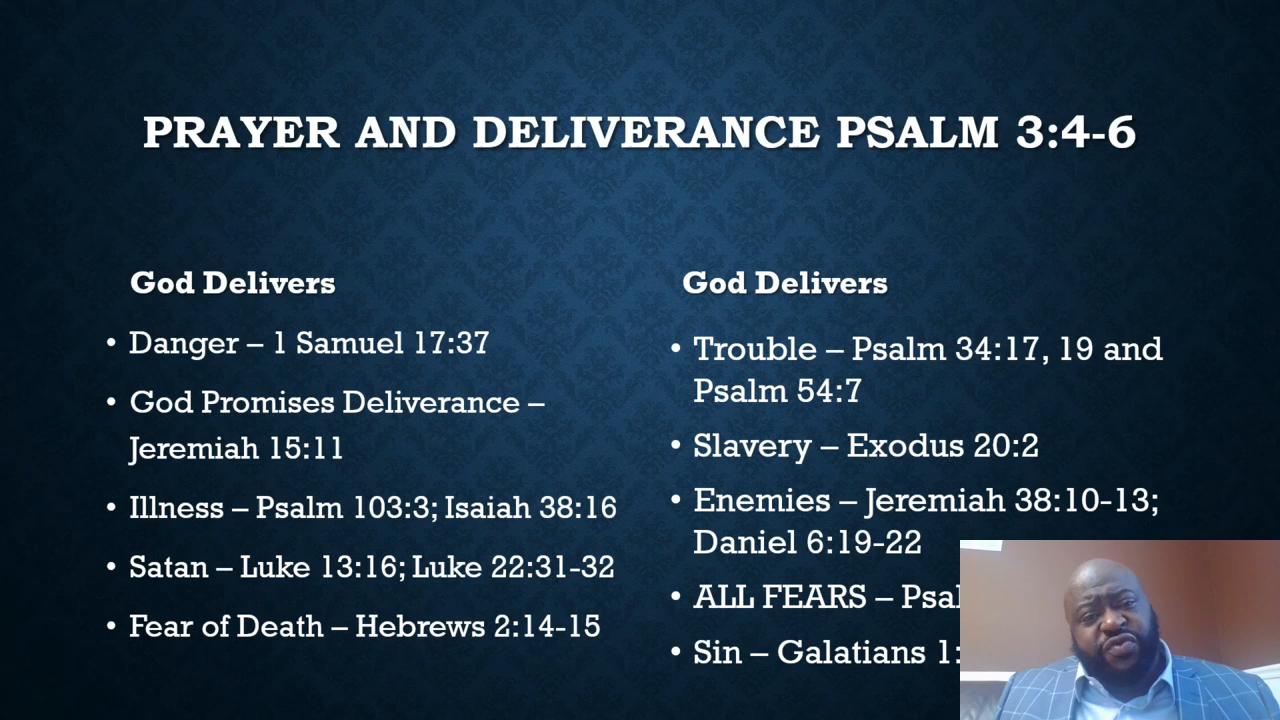 PRAYER AND DELIVERANCE PSALM 3:4-6
God Delivers
• Danger – 1 Samuel 17:37
• God Promises Deliverance –
Jeremiah 15:11
• Illness – Psalm 103:3; Isaiah 38:16
• Satan – Luke 13:16; Luke 22:31-32
• Fear of Death – Hebrews 2:14-15
God Delivers
• Trouble – Psalm 34:17, 19 and
Psalm 54:7
• Slavery – Exodus 20:2
• Enemies – Jeremiah 38:10-13;
Daniel 6:19-22
• ALL FEARS –
• Sin – Galatians 1: